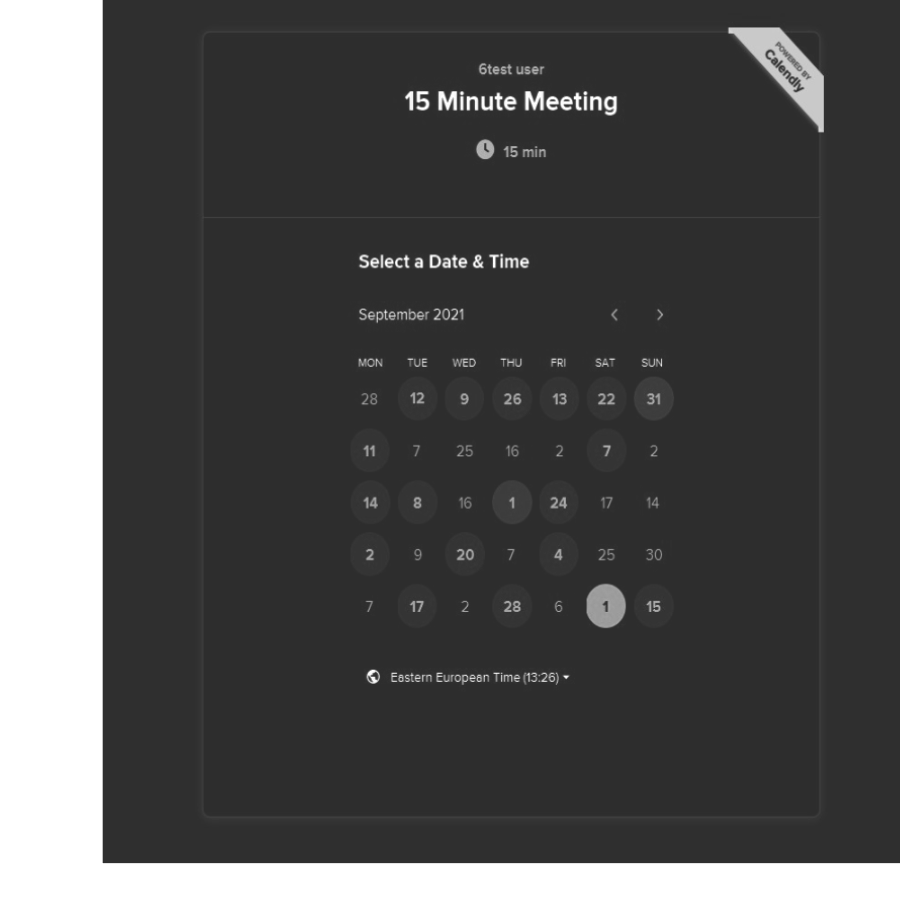 POWERED BY
Calendly
6test user
15 Minute Meeting
15 min
Select a Date & Time
September 2021
MON TUE WED THU FRI SAT SUN
28 12 9 26 13 22 31
11 7 25 16 2 7 2
14 8 16 1 24 17 14
2 9 20 7 4 25 30
7 17 2 28 6 1 15
Eastern European Time (13:26)